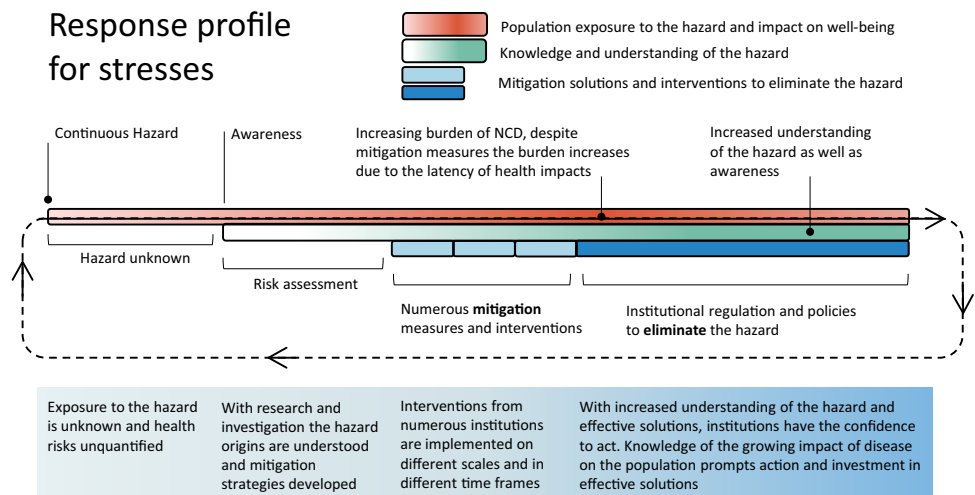 Response profile
for stresses
Population exposure to the hazard and impact on well-being
Knowledge and understanding of the hazard
Mitigation solutions and interventions to eliminate the hazard
Continuous Hazard
Awareness
Increasing burden of NCD, despite
mitigation measures the burden increases
due to the latency of health impacts
Increased understanding
of the hazard as well as
awareness
Hazard unknown
Risk assessment
Numerous mitigation
measures and interventions
Institutional regulation and policies
to eliminate the hazard
Exposure to the hazard
is unknown and health
risks unquantified
With research and
investigation the hazard
origins are understood
and mitigation
strategies developed
Interventions from
numerous institutions
are implemented on
different scales and in
different time frames
With increased understanding of the hazard and
effective solutions, institutions have the confidence
to act. Knowledge of the growing impact of disease
on the population prompts action and investment in
effective solutions